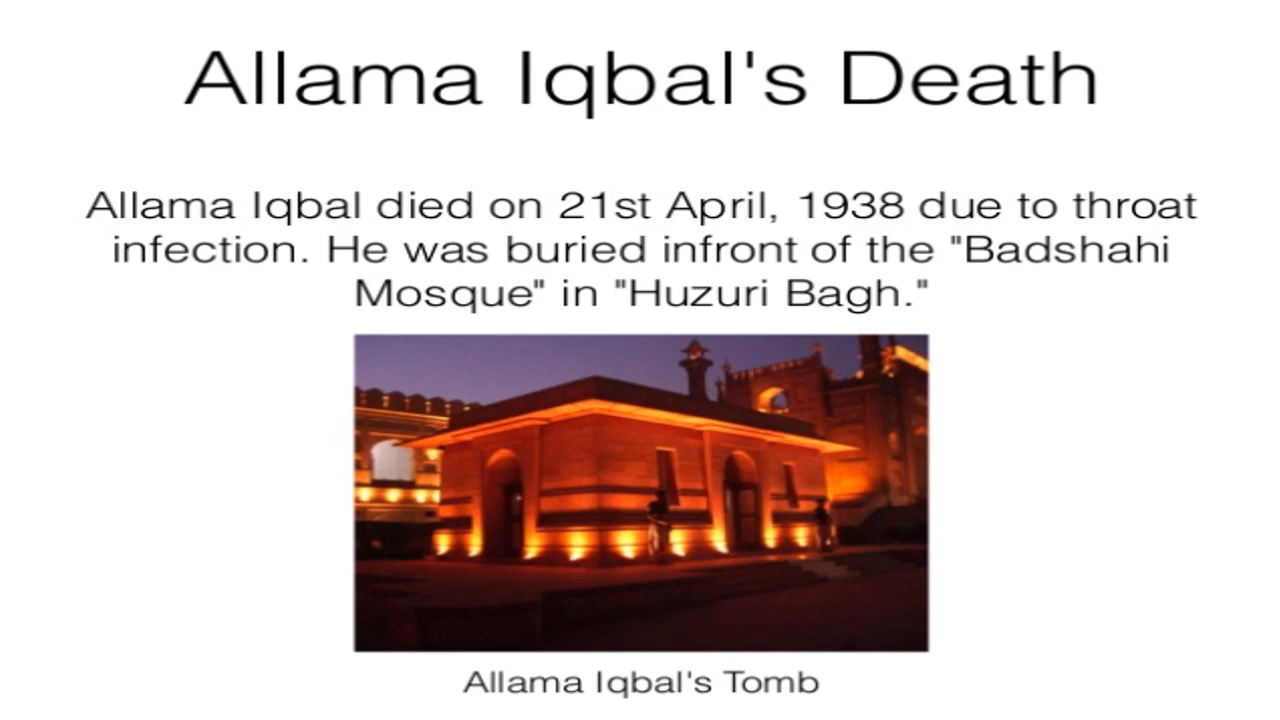 Allama Iqbal's Death
Allama Iqbal died on 21st April, 1938 due to throat
infection. He was buried infront of the "Badshahi
Mosque" in "Huzuri Bagh."
Allama Iqbal's Tomb